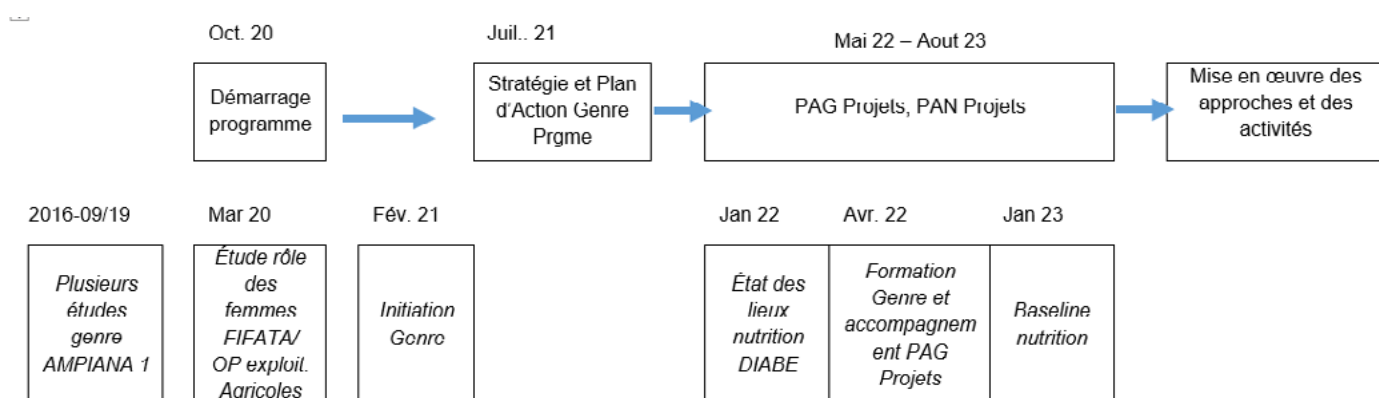 Oct. 20
Juil.. 21
Mai 22 – Aout 23
Démarrage
programme
Stratégie et Plan
d'Action Genre
Prgme
PAG Projets, PAN Projets
Mise en œuvre des
approches et des
activités
2016-09/19
Mar 20
Fév. 21
Jan 22
Avr. 22
Jan 23
Plusieurs
études
genre
AMPIANA 1
Étude rôle
des
femmes
FIFATA/
OP exploit.
Agricoles
Initiation
Genre
État des
lieux
nutrition
DIABE
Formation
Genre et
accompagnem
ent PAG
Projets
Baseline
nutrition